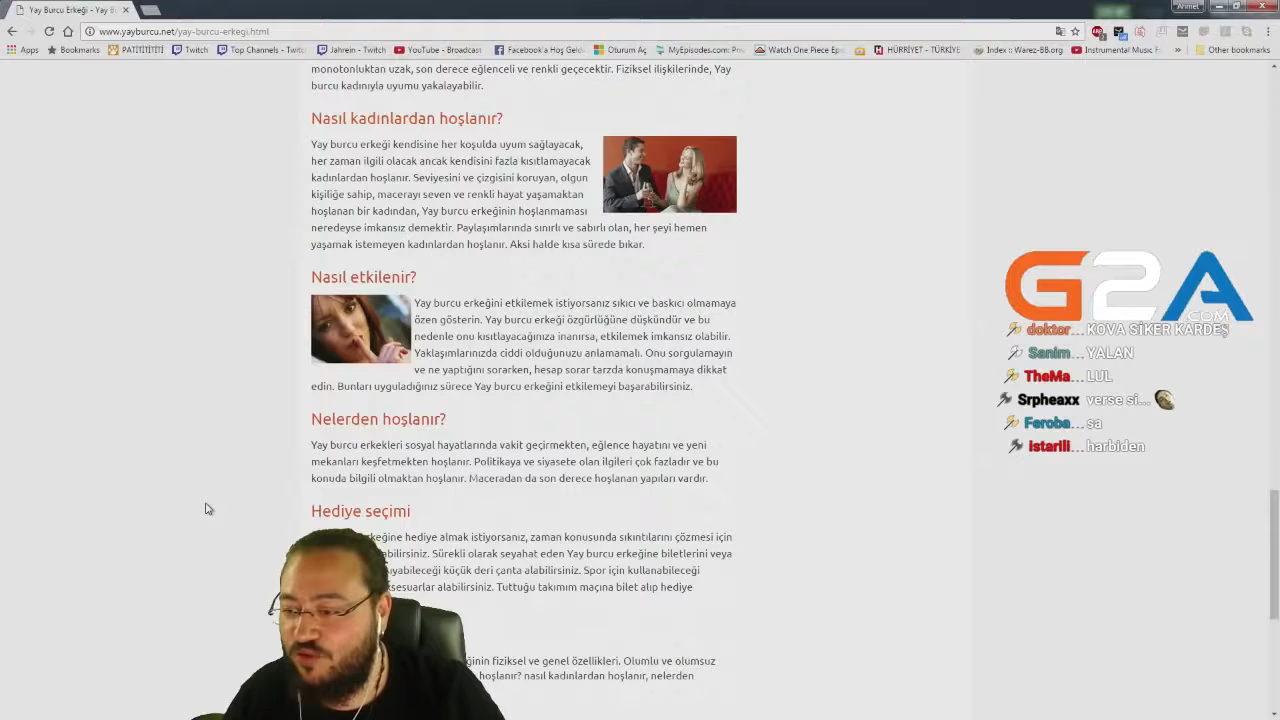 Yay Burcu Erkeği - Yay B
Ahmet
www.yayburcu.net/yay-burcu-erkegi.html
Apps
Bookmarks
PATİİTİTİTİ
Top Channels - Twitc
Jahrein - Twitch
YouTube - Broadcast
Facebook'a Hoş Geld
Oturum Aç
MyEpisodes.com: Pr
Watch One Piece Ep
HÜRRİYET - TÜRKİYE
Index :: Warez-BB.org
Instrumental Music E
Other bookmarks
monotonluktan uzak, son derece eğlenceli ve renkli geçecektir. Fiziksel ilişkilerinde, Yay
burcu kadınıyla uyumu yakalayabilir.
Nasıl kadınlardan hoşlanır?
Yay burcu erkeği kendisine her koşulda uyum sağlayacak,
her zaman ilgili olacak ancak kendisini fazla kısıtlamayacak
kadınlardan hoşlanır. Seviyesini ve çizgisini koruyan, olgun
kişiliğe sahip, macerayı seven ve renkli hayat yaşamaktan
hoşlanan bir kadından, Yay burcu erkeğinin hoşlanmaması
neredeyse imkansız demektir. Paylaşımlarında sınırlı ve sabırlı olan, her şeyi hemen
yaşamak istemeyen kadınlardan hoşlanır. Aksi halde kısa sürede bıkar.
Nasıl etkilenir?
Yay burcu erkeğini etkilemek istiyorsanız sıkıcı ve baskıcı olmamaya
özen gösterin. Yay burcu erkeği özgürlüğüne düşkündür ve bu
nedenle onu kısıtlayacağınıza inanırsa, etkilemek imkansız olabilir.
Yaklaşımlarınızda ciddi olduğunuzu anlamamalı. Onu sorgulamayın
ve ne yaptığını sorarken, hesap sorar tarzda konuşmamaya dikkat
edin. Bunları uyguladığınız sürece Yay burcu erkeğini etkilemeyi başarabilirsiniz.
Nelerden hoşlanır?
Yay burcu erkekleri sosyal hayatlarında vakit geçirmekten, eğlence hayatını ve yeni
mekanları keşfetmekten hoşlanır. Politikaya ve siyasete olan ilgileri çok fazladır ve bu
konuda bilgili olmaktan hoşlanır. Maceradan da son derece hoşlanan yapıları vardır.
Hediye seçimi
keğine hediye almak istiyorsanız, zaman konusunda sıkıntılarını çözmesi için
abilirsiniz. Sürekli olarak seyahat eden Yay burcu erkeğine biletlerini veya
ıyabileceği küçük deri çanta alabilirsiniz. Spor için kullanabileceği
ksesuarlar alabilirsiniz. Tuttuğu takımım maçına bilet alıp hediye
ğinin fiziksel ve genel özellikleri. Olumlu ve olumsuz
hoşlanır? nasıl kadınlardan hoşlanır, nelerden
G2A
.COM
doktor... KOVA SİKER KARDEŞ
Sanim... YALAN
TheMa... LUL
Srpheaxx verse si...
Feroba... sa
istarili harbiden